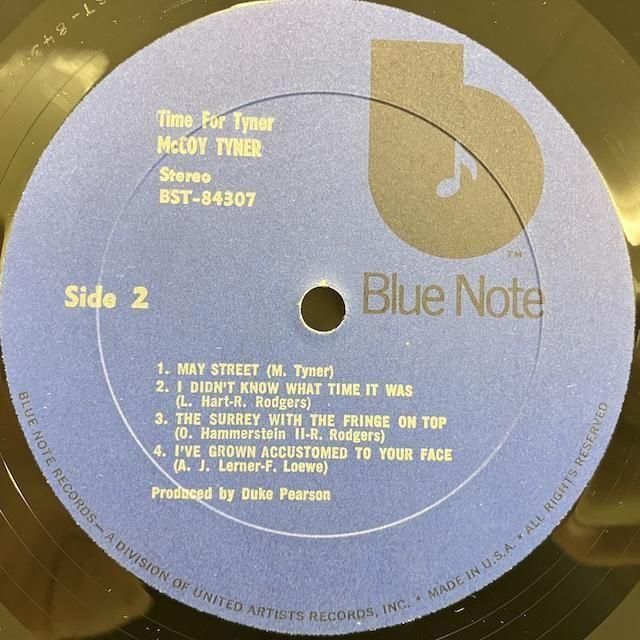 Time For Tyner
McCOY TYNER
Stereo
BST-84307
TM
Blue Note
Side 2
1. MAY STREET (M. Tyner)
2. I DIDN'T KNOW WHAT TIME IT WAS
(L. Hart-R. Rodgers)
3. THE SURREY WITH THE FRINGE ON TOP
(O. Hammerstein II-R. Rodgers)
4. I'VE GROWN ACCUSTOMED TO YOUR FACE
(A. J. Lerner-F. Loewe)
Produced by Duke Pearson
BLUE NOTE RECORDS—A DIVISION OF UNITED ARTISTS RECORDS, INC. • MADE IN U.S.A. • ALL RIGHTS RESERVED